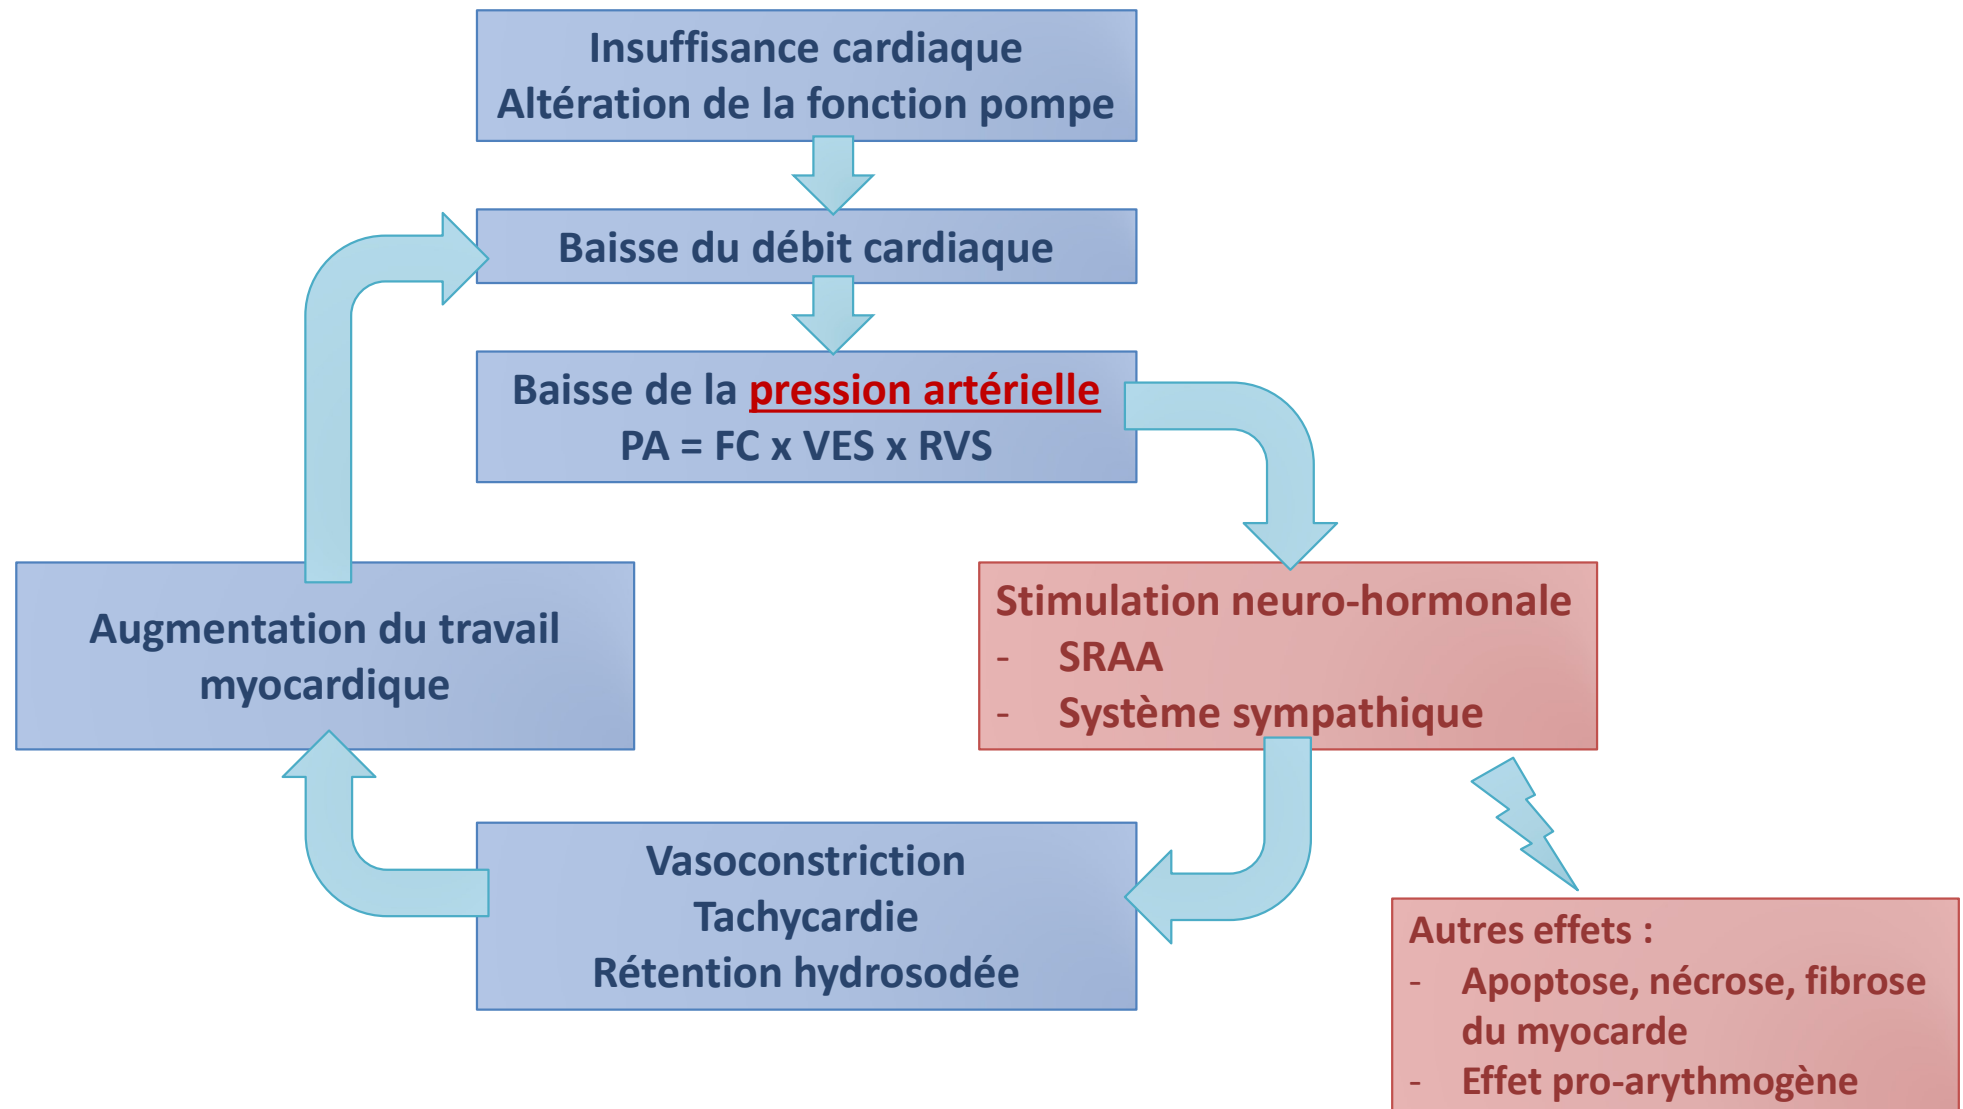 Insuffisance cardiaque
Altération de la fonction pompe
Baisse du débit cardiaque
Baisse de la pression artérielle
PA = FC x VES x RVS
Augmentation du travail
myocardique
Stimulation neuro-hormonale
- SRAA
- Système sympathique
Vasoconstriction
Tachycardie
Rétention hydrosodée
Autres effets :
- Apoptose, nécrose, fibrose
du myocarde
- Effet pro-arythmogène